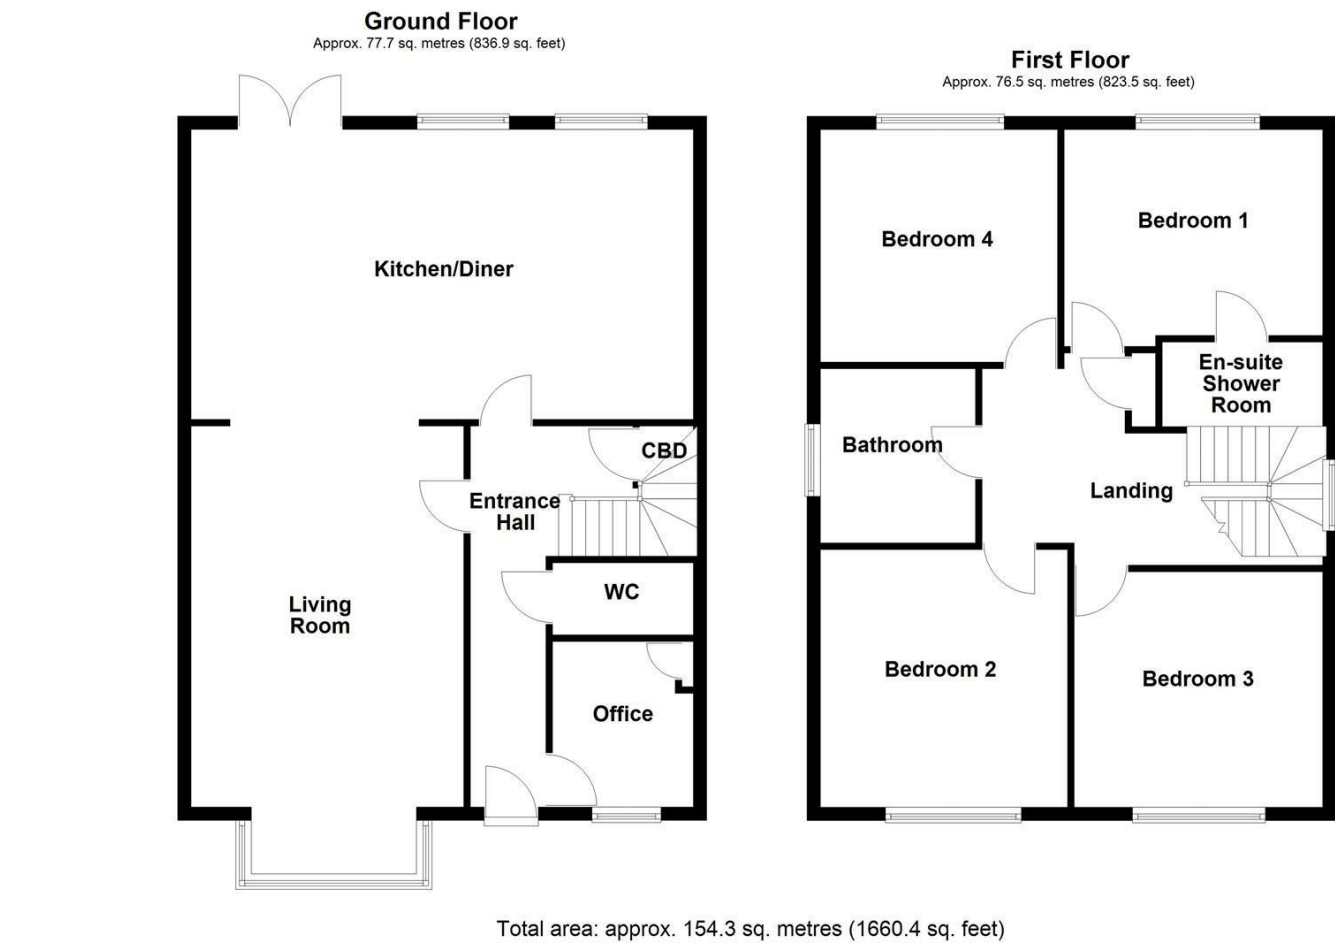 Ground Floor
Approx. 77.7 sq. metres (836.9 sq. feet)
Kitchen/Diner
CBD
Entrance
Hall
WC
Living
Room
Office
First Floor
Approx. 76.5 sq. metres (823.5 sq. feet)
Bedroom 4
Bedroom 1
En-suite
Shower
Room
Bathroom
Landing
Bedroom 2
Bedroom 3
Total area: approx. 154.3 sq. metres (1660.4 sq. feet)